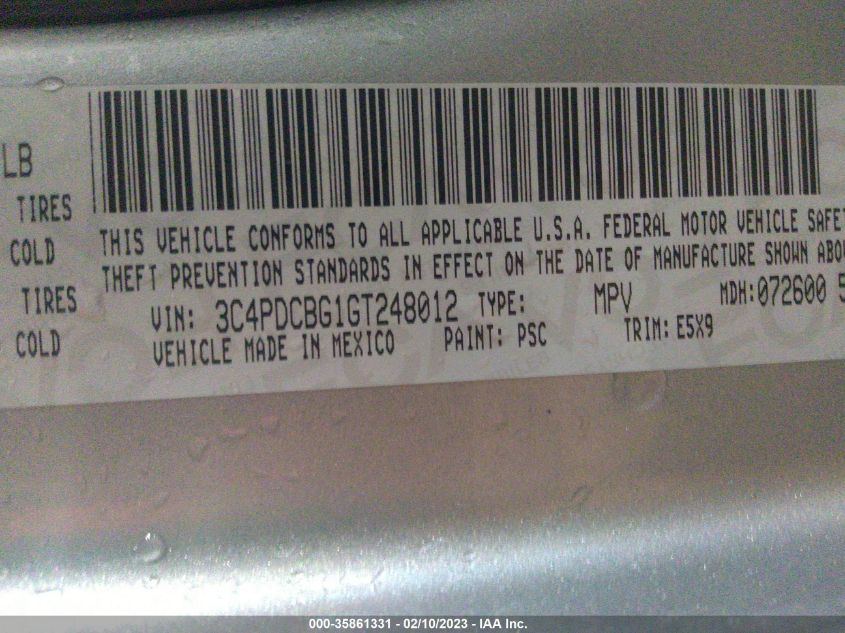 LB
TIRES
COLD
TIRES
COLD
THIS VEHICLE CONFORMS TO ALL APPLICABLE U.S.A. FEDERAL MOTOR VEHICLE SAFET
THEFT PREVENTION STANDARDS IN EFFECT ON THE DATE OF MANUFACTURE SHOWN ABO
VIN: 3C4PDCBG1GT248012 TYPE: MPV MDH:072600 5
VEHICLE MADE IN MEXICO PAINT: PSC TRIM: E5X9
000-35861331 - 02/10/2023 - IAA Inc.